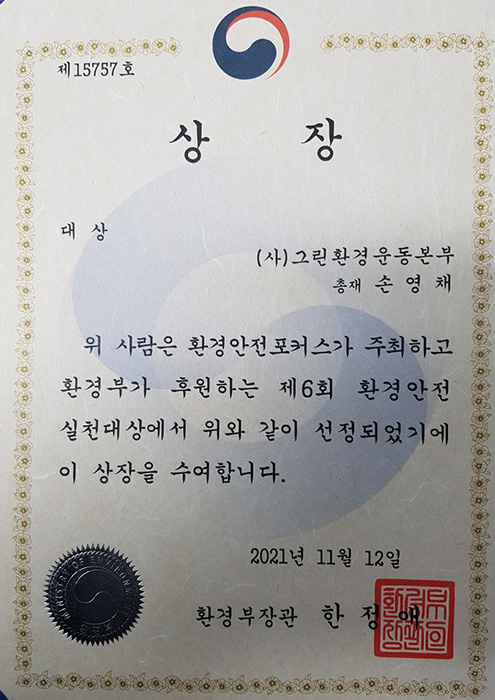 제15757호
상 장
대 상
(사)그린환경운동본부
총재 손영채
위 사람은 환경안전포커스가 주최하고
환경부가 후원하는 제6회 환경안전
실천대상에서 위와 같이 선정되었기에
이 상장을 수여합니다.
2021년 11월 12일
환경부장관 한정애